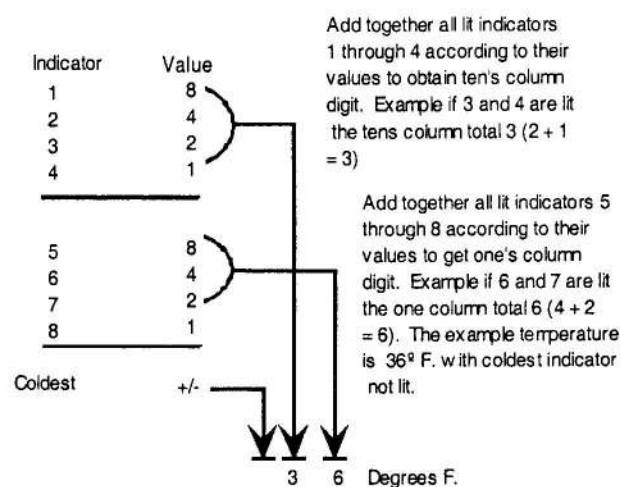 Add together all lit indicators
1 through 4 according to their
values to obtain ten's column
digit. Example if 3 and 4 are lit
the tens column total 3 (2 + 1
= 3)
Indicator Value
1 8
2 4
3 2
4 1
Add together all lit indicators 5
through 8 according to their
values to get one's column
digit. Example if 6 and 7 are lit
the one column total 6 (4 + 2
= 6). The example temperature
is 36º F. with coldest indicator
not lit.
5 8
6 4
7 2
8 1
Coldest +/-
3 6 Degrees F.